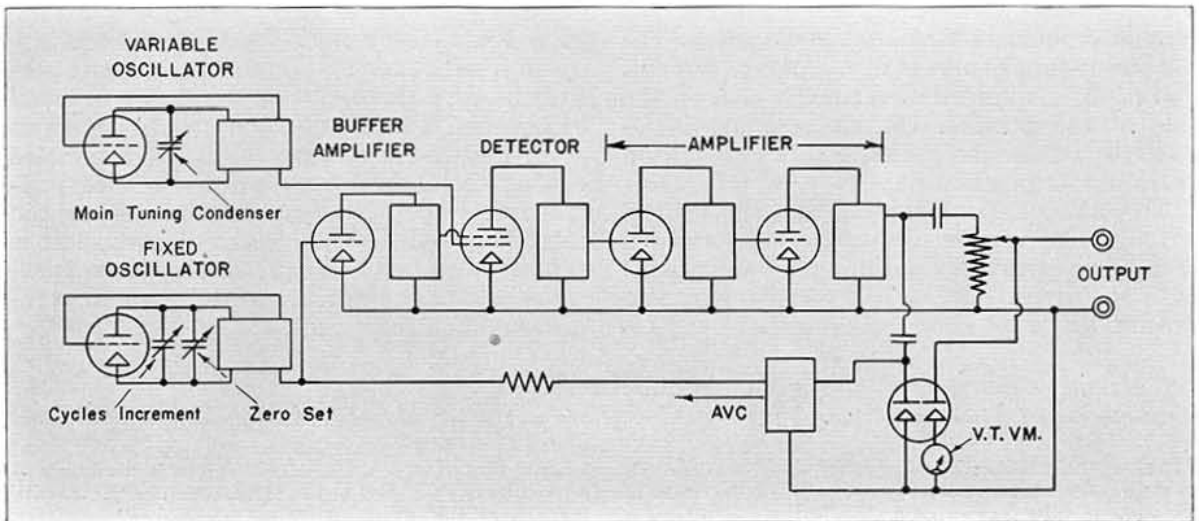 VARIABLE
OSCILLATOR
BUFFER
AMPLIFIER
DETECTOR
AMPLIFIER
Main Tuning Condenser
FIXED
OSCILLATOR
OUTPUT
Cycles Increment
Zero Set
AVC
V.T. VM.